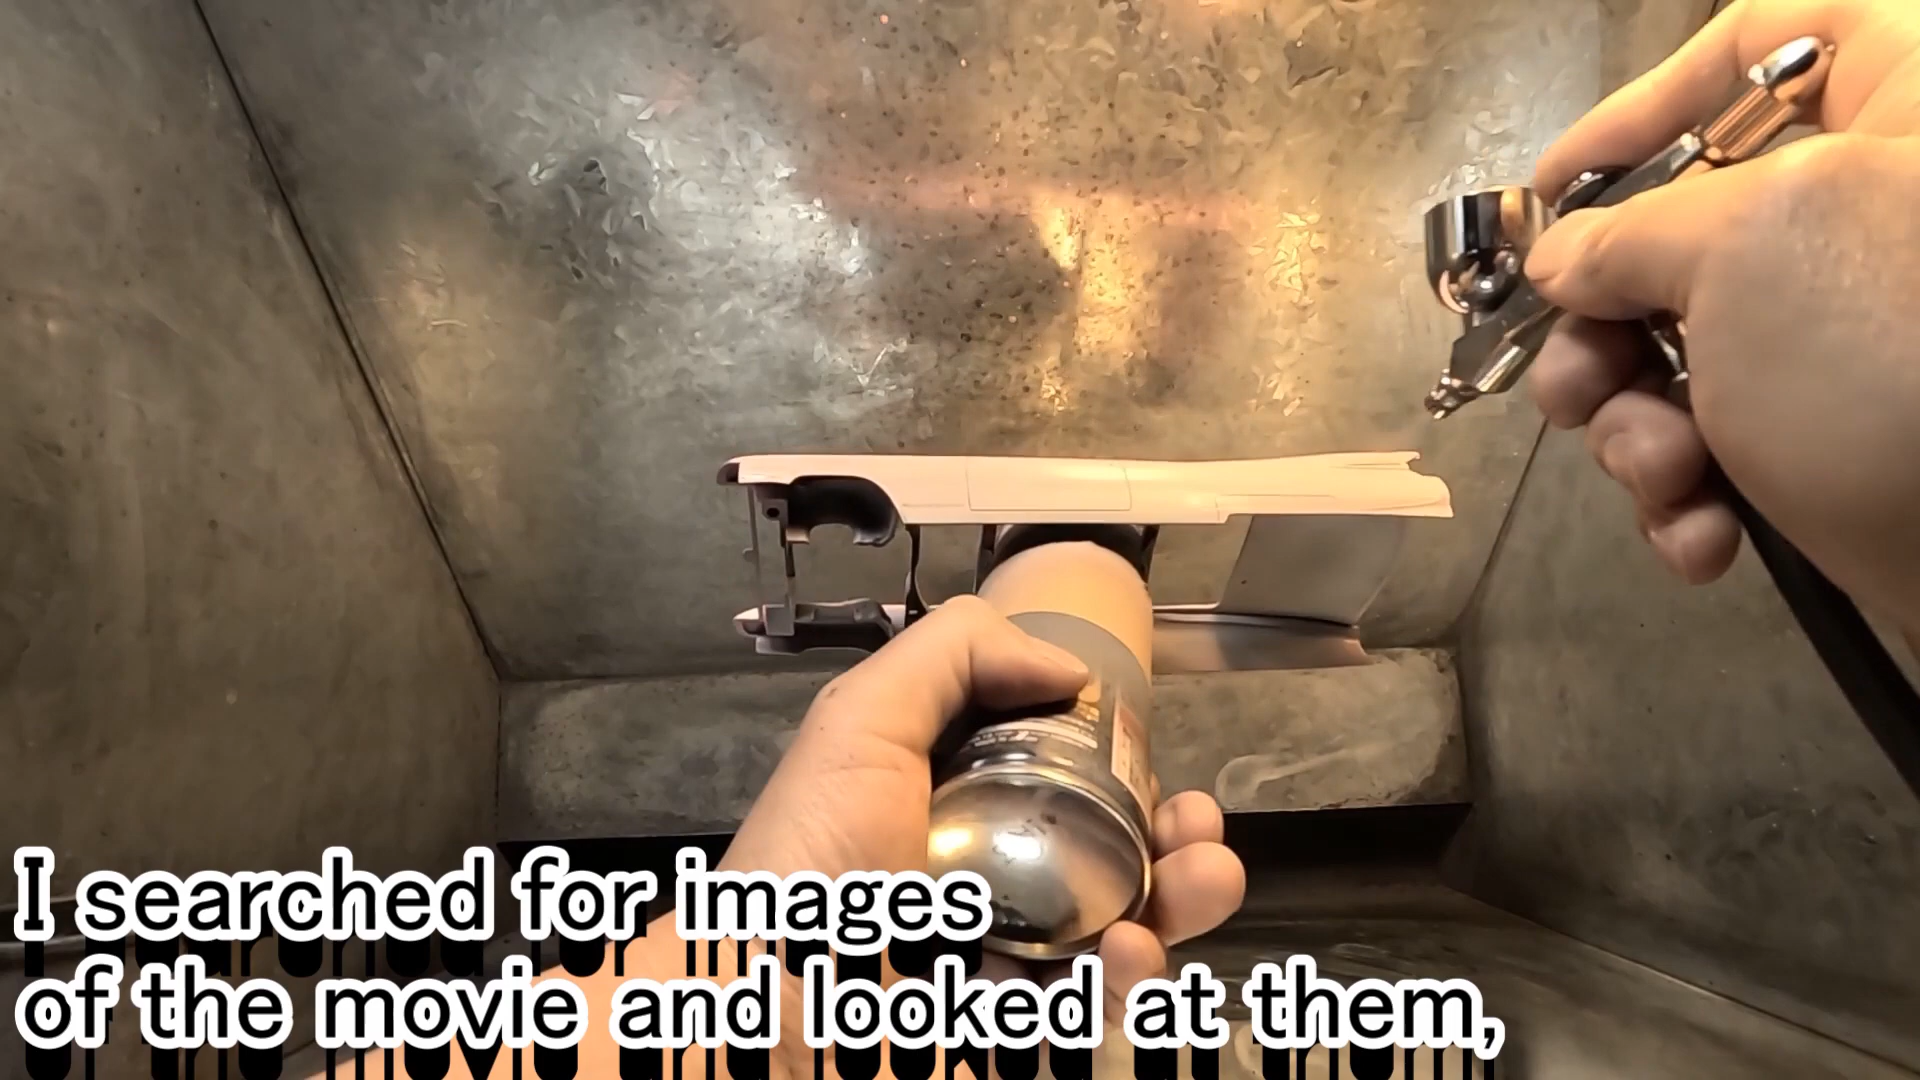 I searched for images
of the movie and looked at them,